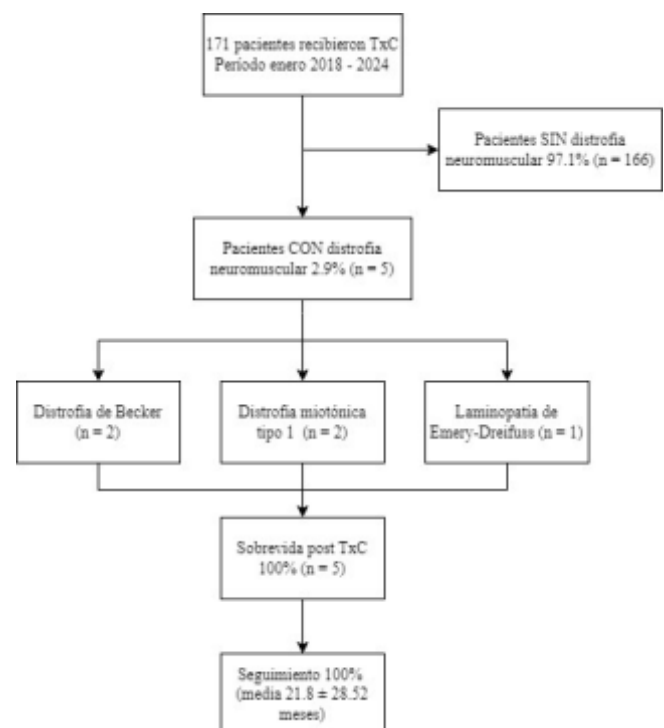 171 pacientes recibieron TxC
Período enero 2018 - 2024
Pacientes SIN distrofia
neuromuscular 97.1% (n = 166)
Pacientes CON distrofia
neuromuscular 2.9% (n = 5)
Distrofia de Becker
(n = 2)
Distrofia miotónica
tipo 1 (n = 2)
Laminopatía de
Emery-Dreifuss (n = 1)
Sobrevida post TxC
100% (n = 5)
Seguimiento 100%
(media 21.8 ± 28.52
meses)